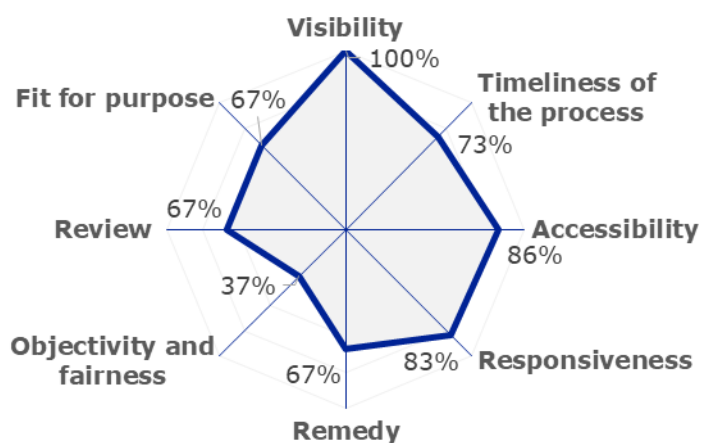 Visibility
100%
Timeliness of
the process
73%
Accessibility
86%
Responsiveness
83%
Remedy
67%
Objectivity and
fairness
37%
Review
67%
Fit for purpose
67%